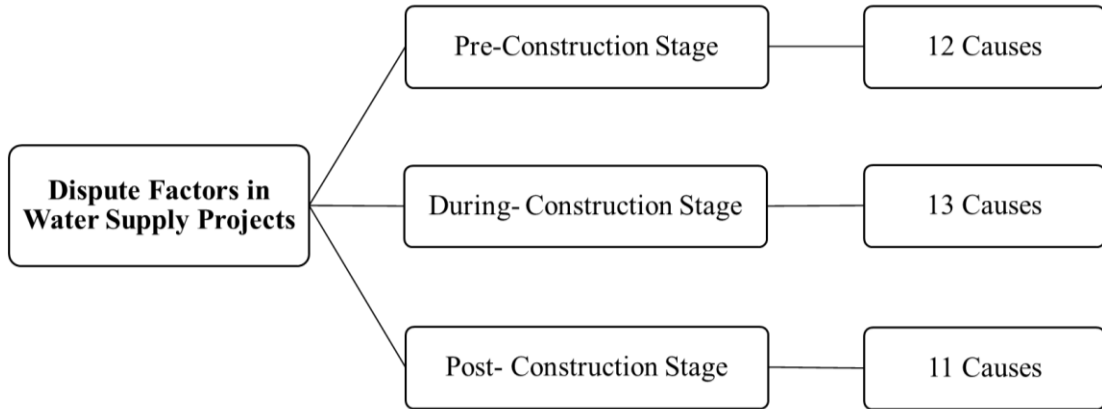 Pre-Construction Stage
12 Causes
Dispute Factors in
Water Supply Projects
During- Construction Stage
13 Causes
Post- Construction Stage
11 Causes